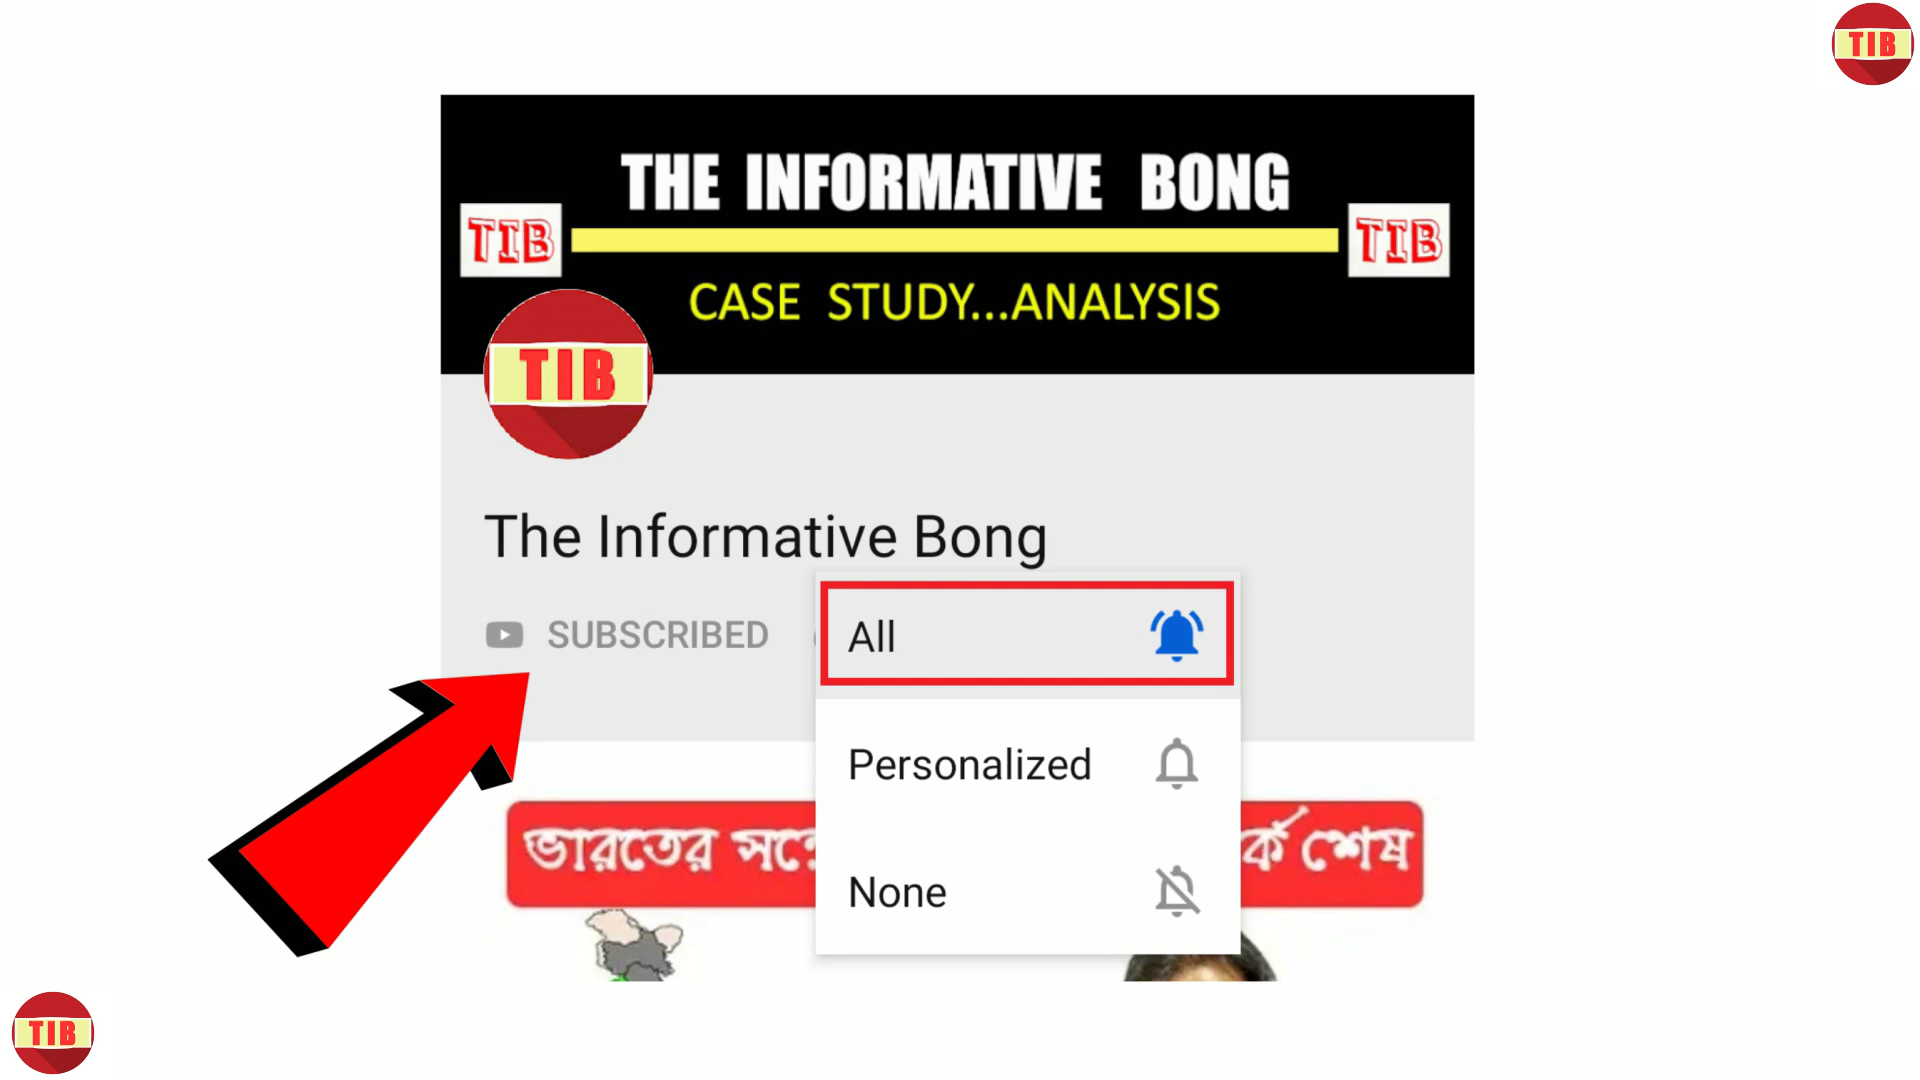 TIB
THE INFORMATIVE BONG
TIB TIB
CASE STUDY...ANALYSIS
TIB
The Informative Bong
SUBSCRIBED
All
Personalized
ভারতের শেষ
None
TIB